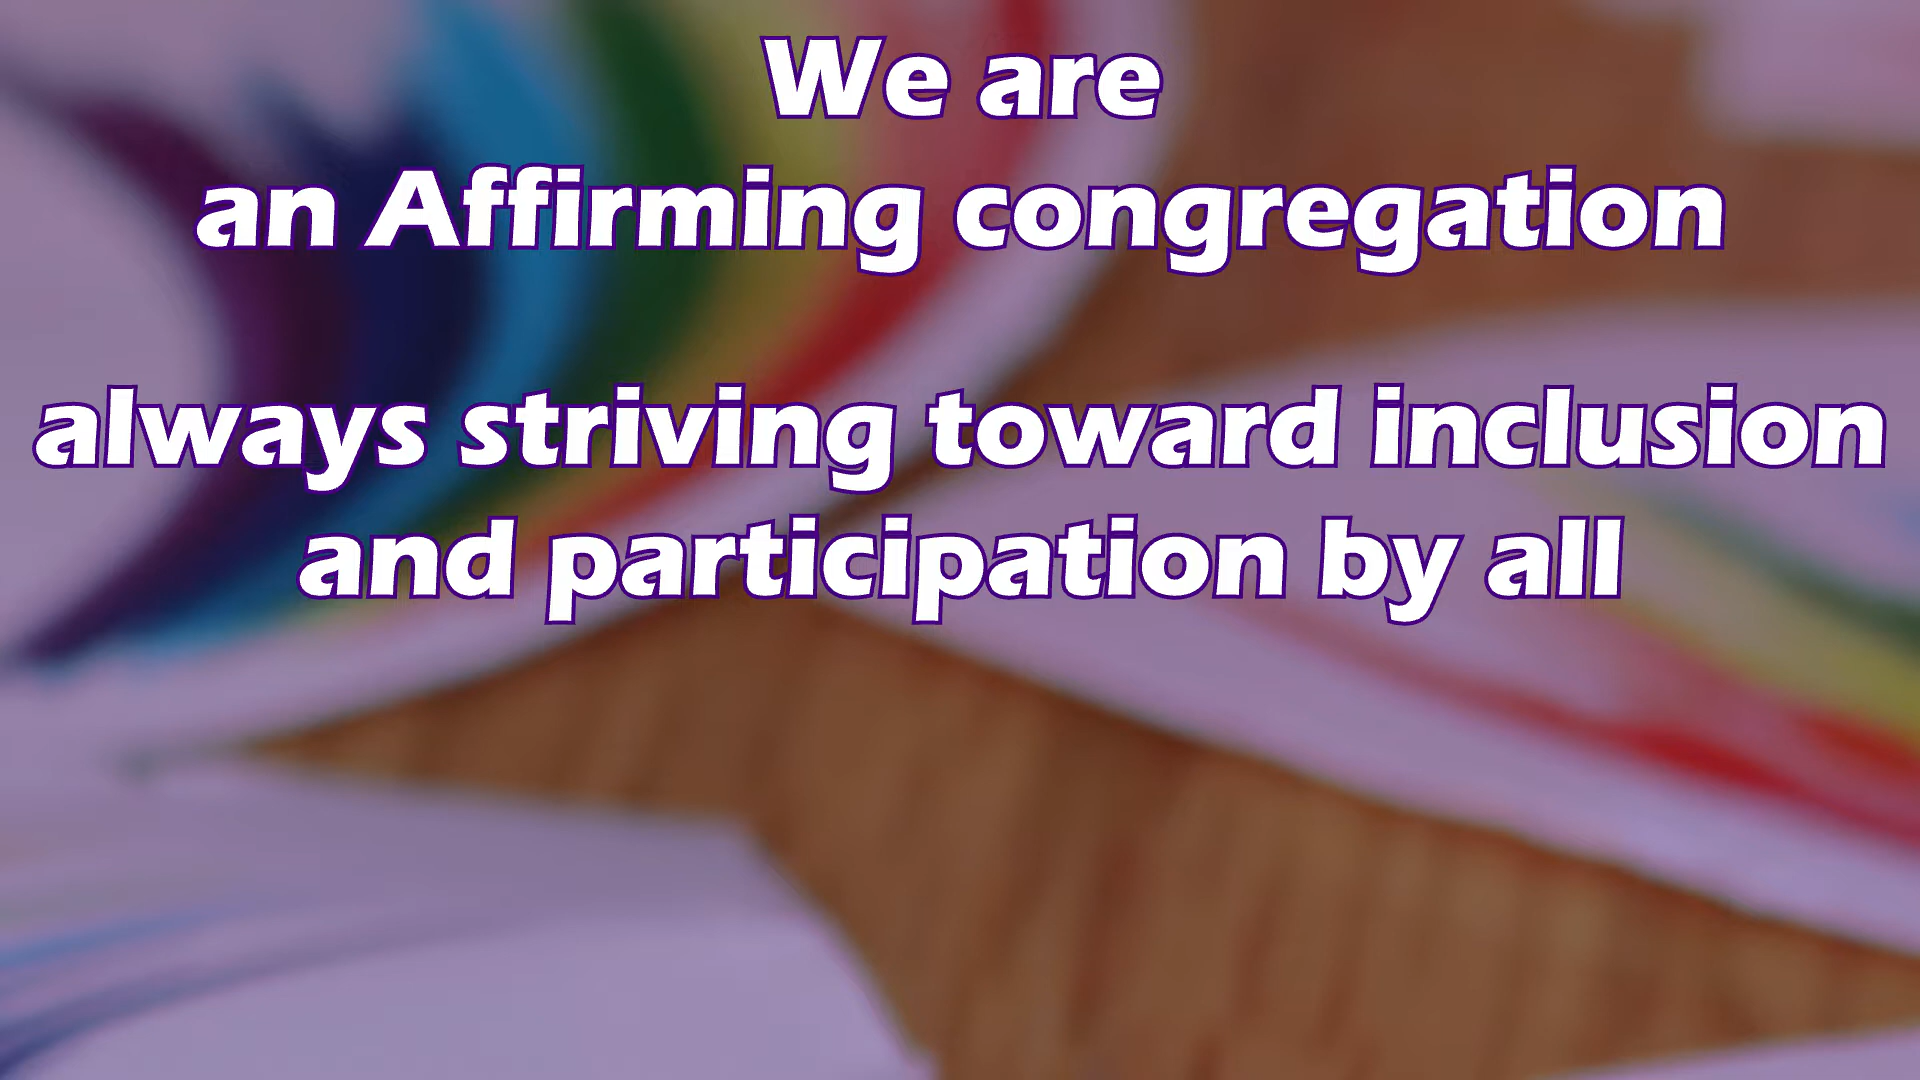 We are
an Affirming congregation
always striving toward inclusion
and participation by all